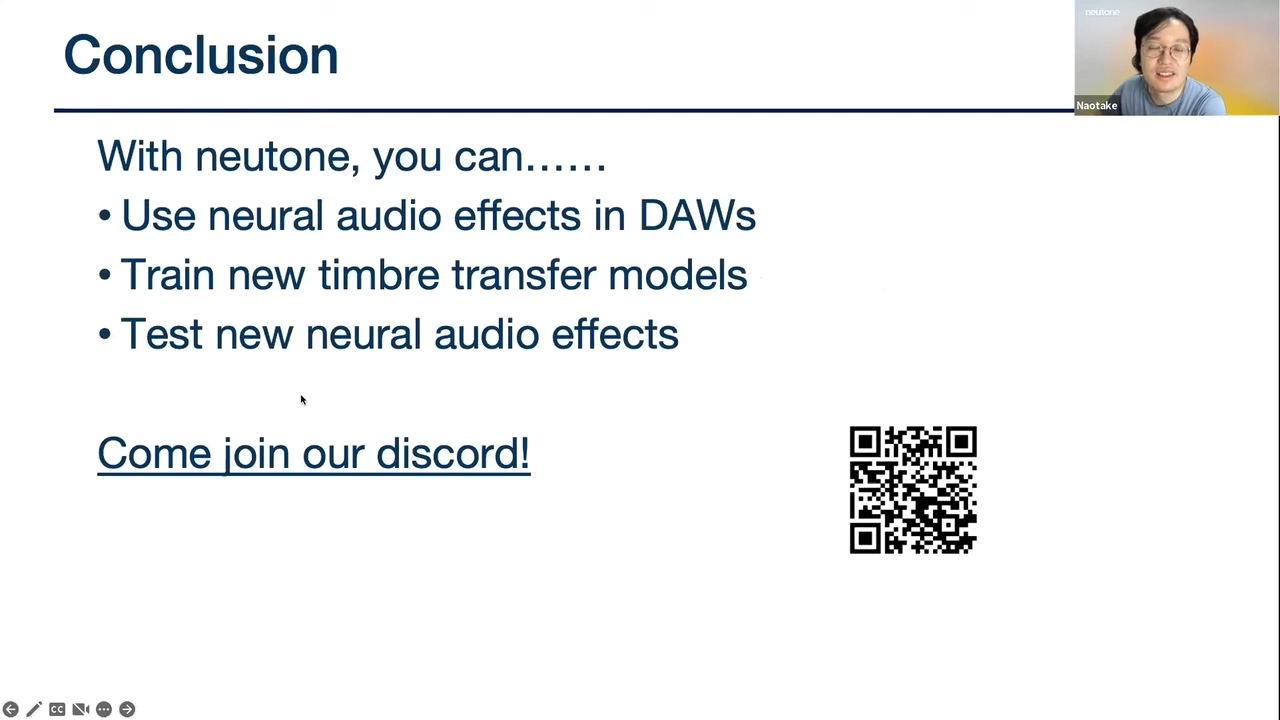 Conclusion
neutone
Naotake
With neutone, you can......
• Use neural audio effects in DAWs
• Train new timbre transfer models
• Test new neural audio effects
Come join our discord!
CC